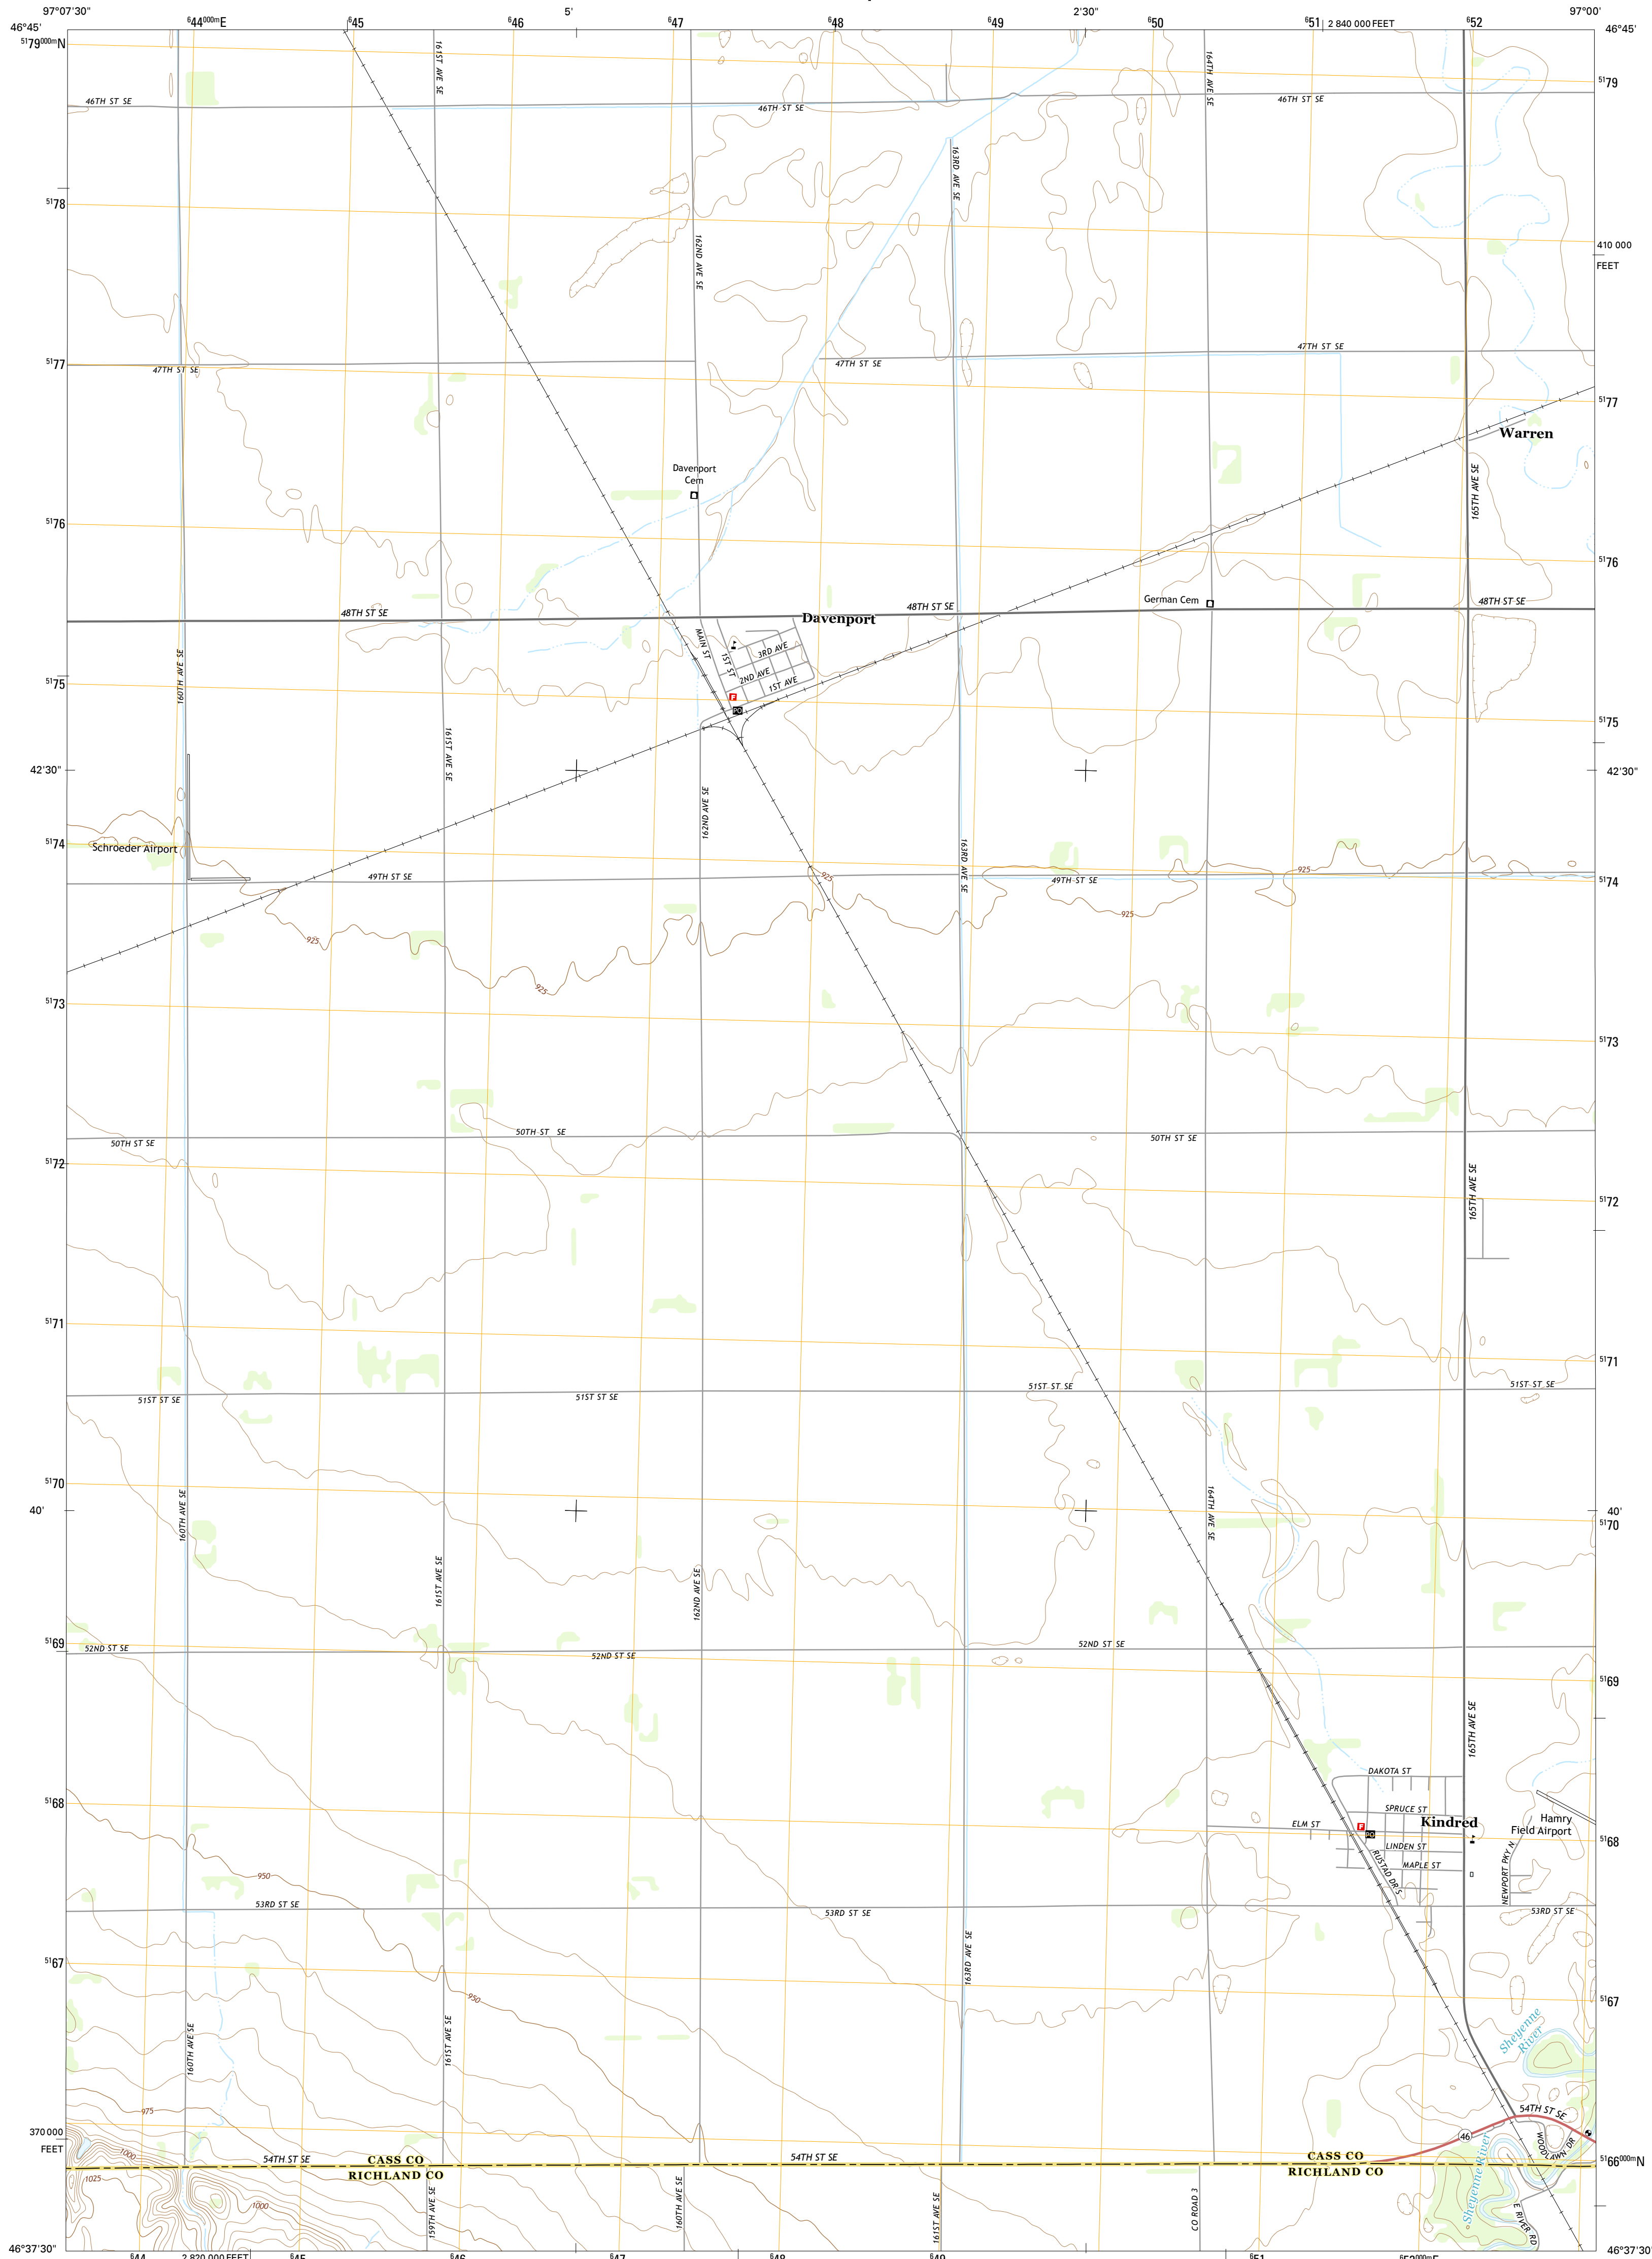 97°07'30"
⁶44⁰⁰⁰ᵐE
⁶45
⁶46
5'
⁶47
⁶48
⁶49
2'30"
⁶50
⁶51
2 840 000 FEET
⁶52
97°00'
46°45'
46°45'
⁵¹79⁰⁰⁰ᵐN
⁵¹79
161ST AVE SE
164TH AVE SE
46TH ST SE
46TH ST SE
46TH ST SE
163RD AVE SE
⁵¹78
410 000
FEET
162ND AVE SE
⁵¹77
47TH ST SE
47TH ST SE
47TH ST SE
⁵¹77
Warren
Davenport
Cem
165TH AVE SE
⁵¹76
⁵¹76
German Cem
48TH ST SE
48TH ST SE
48TH ST SE
Davenport
MAIN ST
1ST ST
3RD AVE
2ND AVE
1ST AVE
F
PO
160TH AVE SE
⁵¹75
⁵¹75
161ST AVE SE
42'30"
42'30"
162ND AVE SE
163RD AVE SE
⁵¹74
Schroeder Airport
49TH ST SE
925
49TH ST SE
925
⁵¹74
925
925
925
⁵¹73
⁵¹73
50TH ST SE
50TH ST SE
50TH ST SE
⁵¹72
165TH AVE SE
⁵¹72
⁵¹71
⁵¹71
51ST ST SE
51ST ST SE
51ST ST SE
51ST ST SE
⁵¹70
40'
40'
⁵¹70
160TH AVE SE
164TH AVE SE
161ST AVE SE
162ND AVE SE
⁵¹69
52ND ST SE
52ND ST SE
52ND ST SE
⁵¹69
165TH AVE SE
DAKOTA ST
⁵¹68
SPRUCE ST
Kindred
Hamry
Field Airport
ELM ST
F
PO
⁵¹68
LINDEN ST
MAPLE ST
RUSTAD DR S
NEWPORT PKY N
950
53RD ST SE
53RD ST SE
53RD ST SE
⁵¹67
163RD AVE SE
950
⁵¹67
160TH AVE SE
161ST AVE SE
Sheyenne
River
975
54TH ST SE
370 000
FEET
1000
46
WOODLAWN DR
54TH ST SE
CASS CO
54TH ST SE
CASS CO
⁵¹66⁰⁰⁰ᵐN
RICHLAND CO
RICHLAND CO
1025
1000
159TH AVE SE
160TH AVE SE
161ST AVE SE
CO ROAD 3
Sheyenne River
E RIVER RD
46°37'30"
46°37'30"
⁶44
2 820 000 FEET
⁶45
⁶46
⁶47
⁶48
⁶49
⁶51
⁶52⁰⁰⁰ᵐE